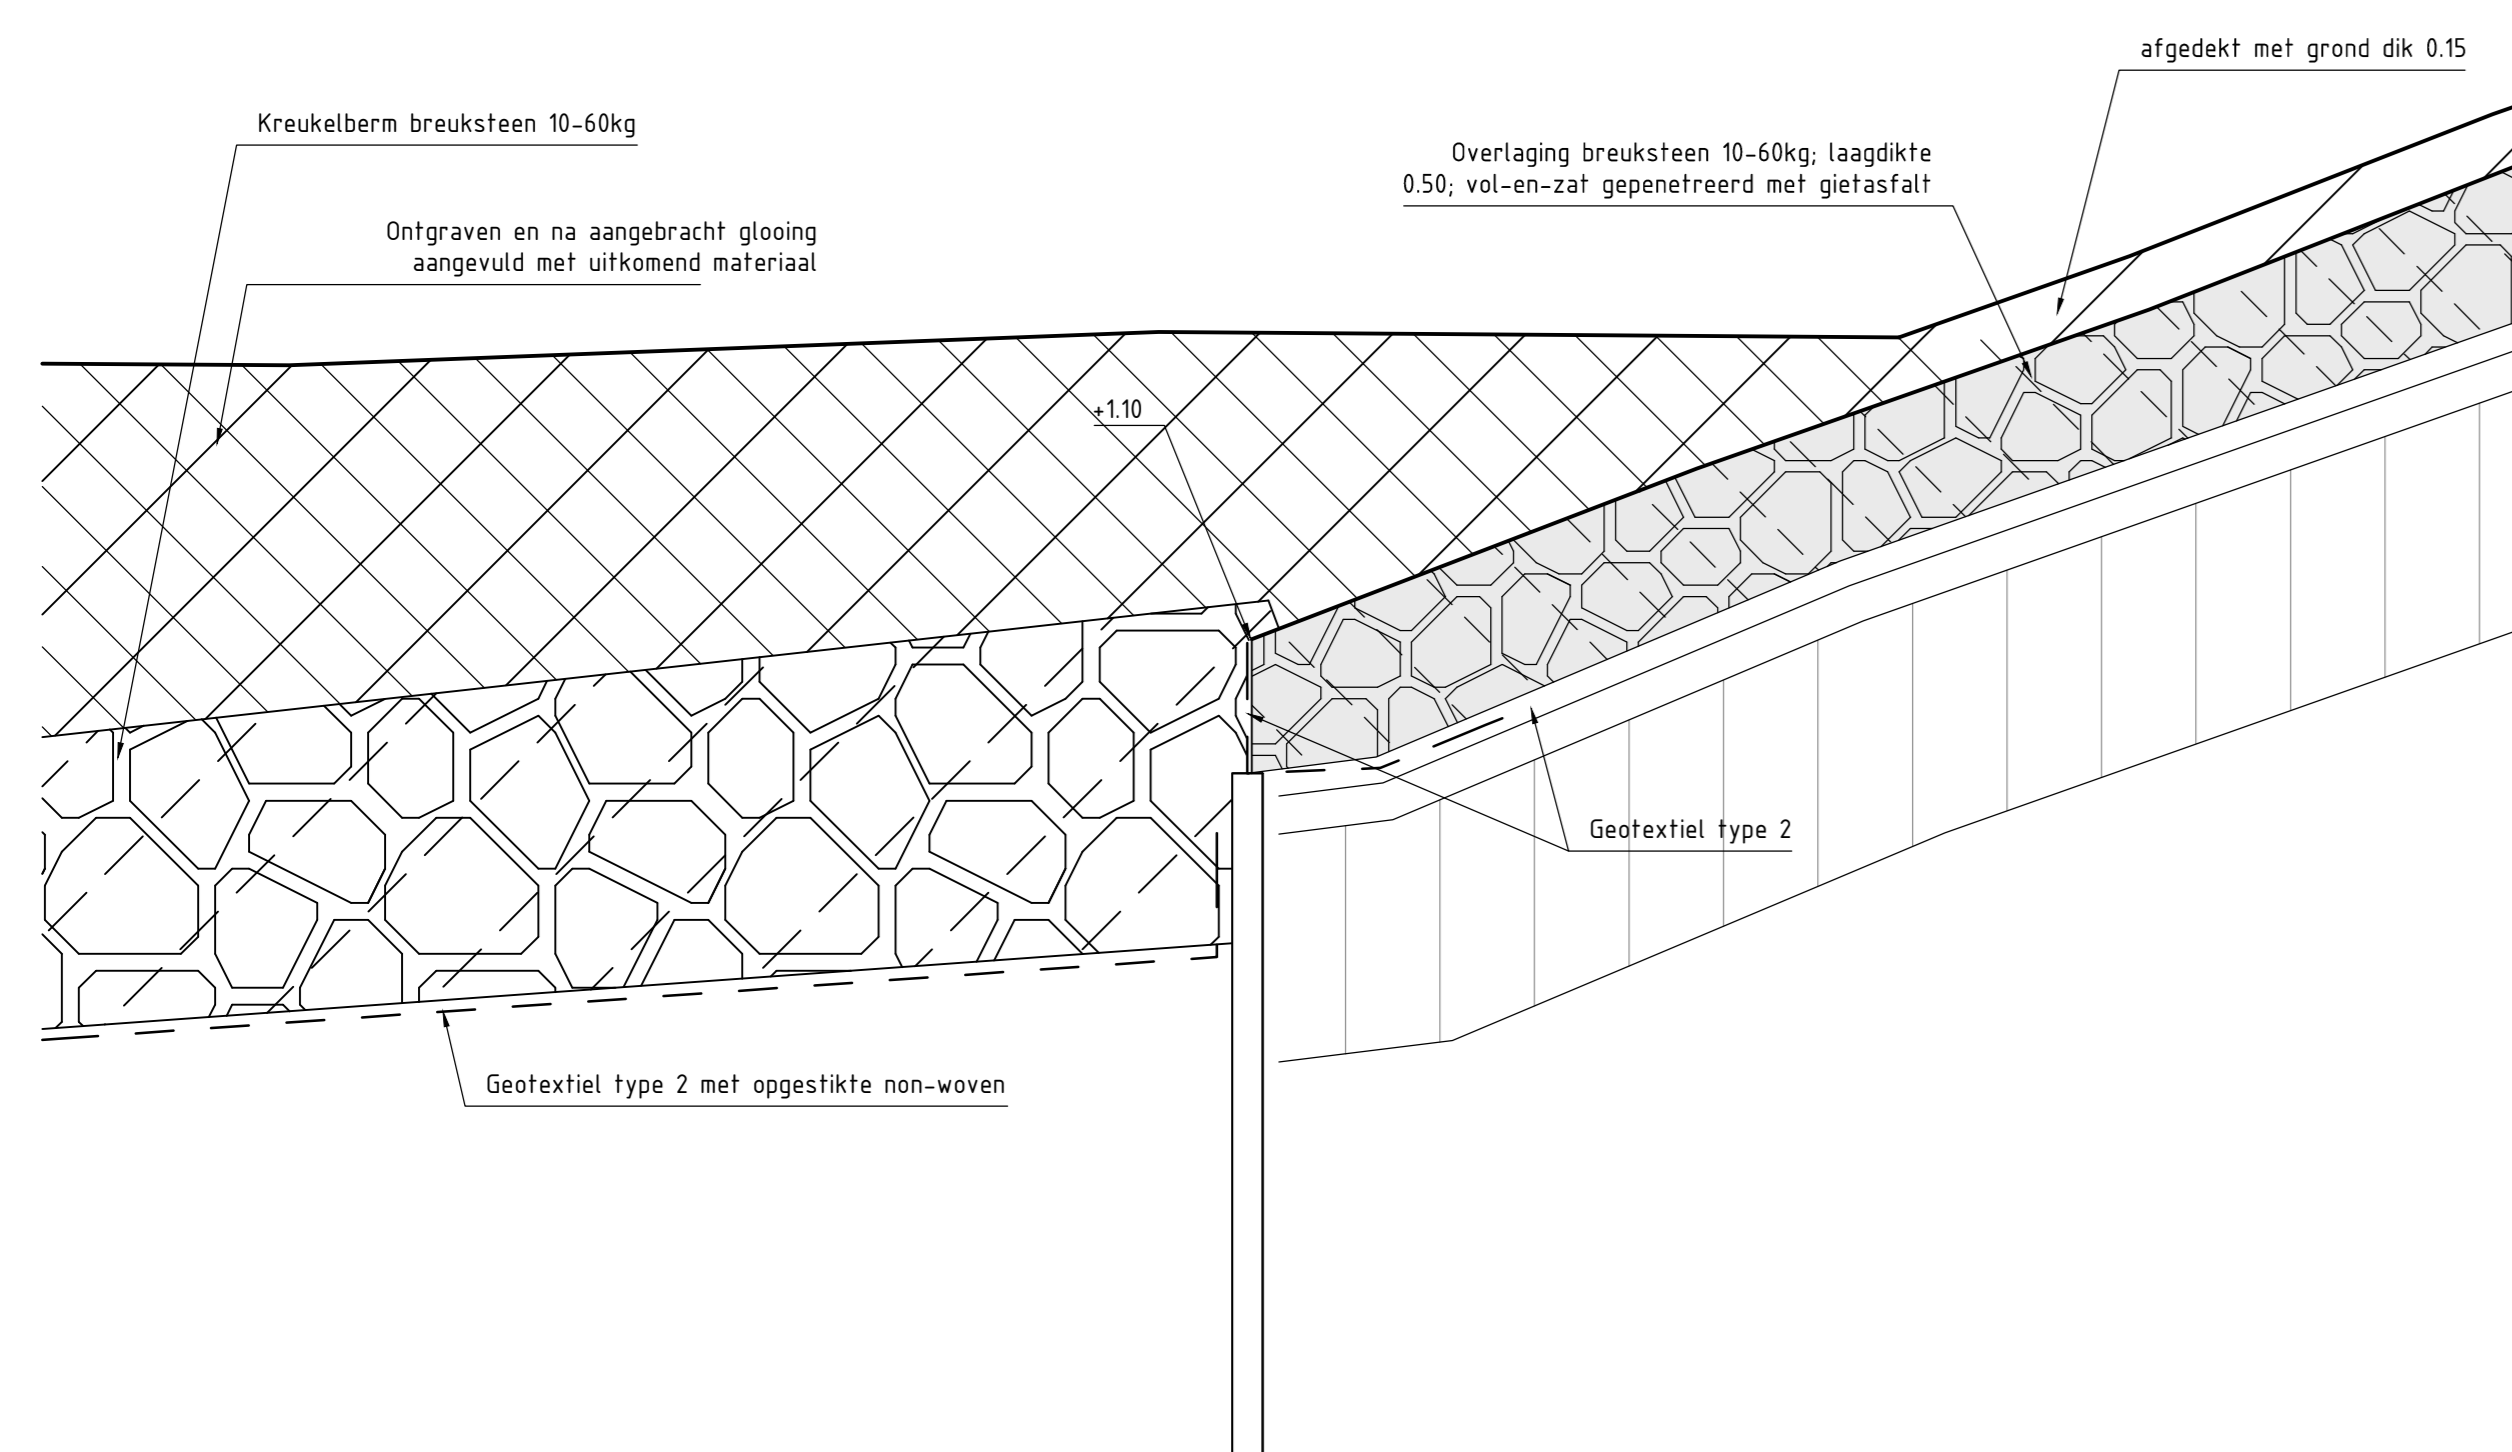 afgedekt met grond dik 0.15
Kreukelberm breuksteen 10-60kg
Overlaging breuksteen 10-60kg; laagdikte
0.50; vol-en-zat gepenetreerd met gietasfalt
Ontgraven en na aangebracht glooing
aangevuld met uitkomend materiaal
+1.10
Geotextiel type 2
Geotextiel type 2 met opgestikte non-woven